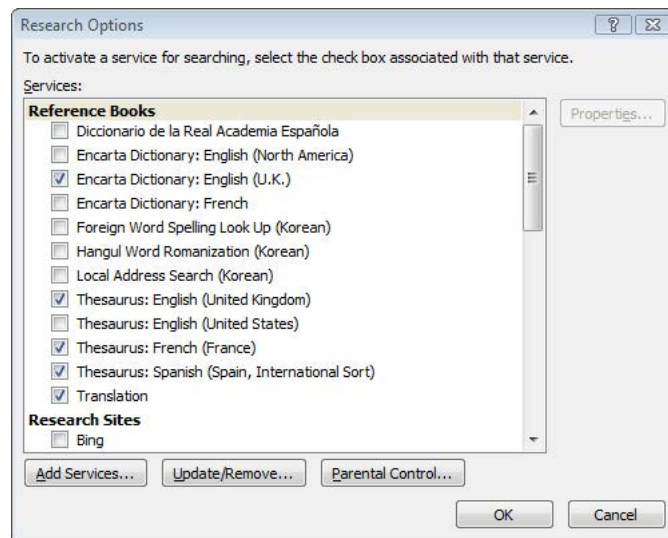 Research Options
To activate a service for searching, select the check box associated with that service.
Services:
Reference Books
Diccionario de la Real Academia Española
Encarta Dictionary: English (North America)
Encarta Dictionary: English (U.K.)
Encarta Dictionary: French
Foreign Word Spelling Look Up (Korean)
Hangul Word Romanization (Korean)
Local Address Search (Korean)
Thesaurus: English (United Kingdom)
Thesaurus: English (United States)
Thesaurus: French (France)
Thesaurus: Spanish (Spain, International Sort)
Translation
Research Sites
Bing
Properties...
Add Services... Update/Remove... Parental Control...
OK Cancel